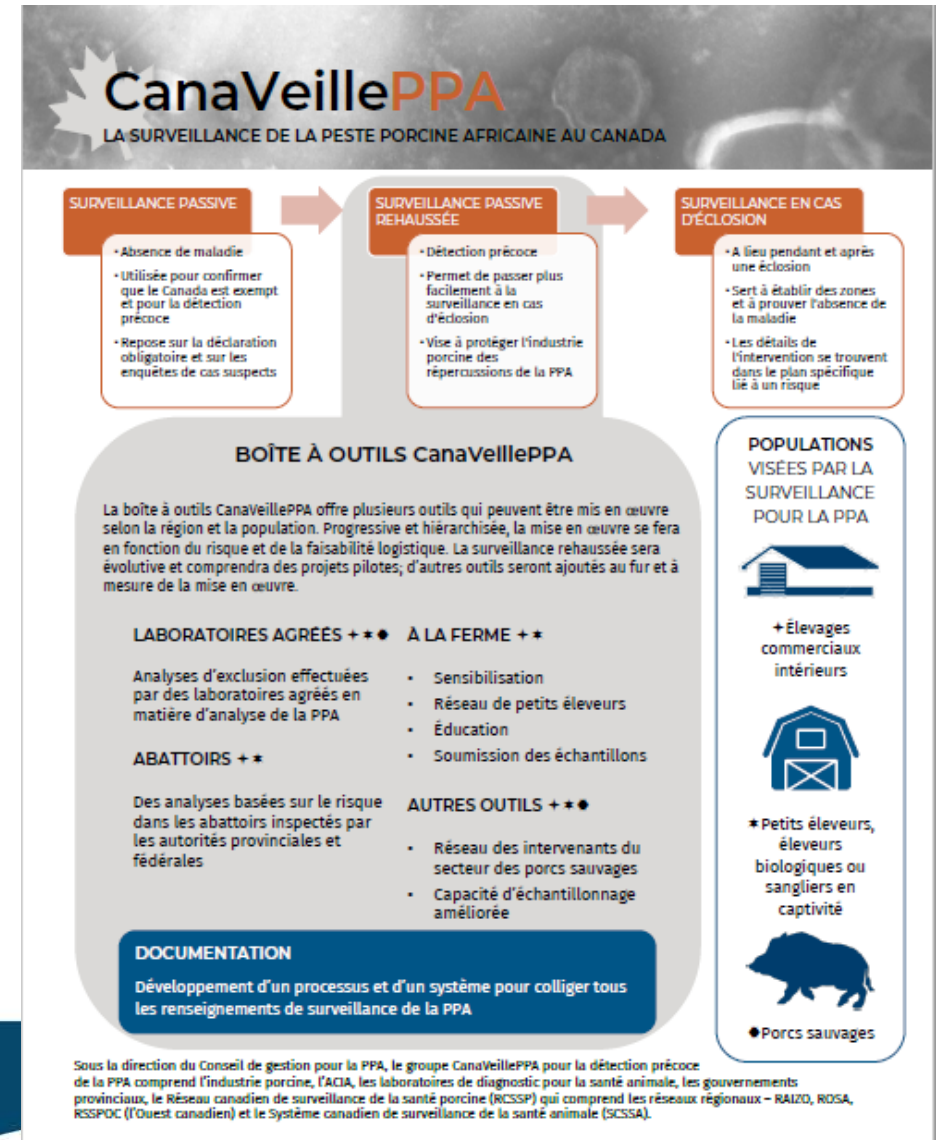 CanaVeillePPA
LA SURVEILLANCE DE LA PESTE PORCINE AFRICAINE AU CANADA
SURVEILLANCE PASSIVE
• Absence de maladie
• Utilisée pour confirmer
que le Canada est exempt
et pour la détection
précoce
• Repose sur la déclaration
obligatoire et sur les
enquêtes de cas suspects
SURVEILLANCE PASSIVE
REHAUSSÉE
• Détection précoce
• Permet de passer plus
facilement à la
surveillance en cas
d'éclosion
• Vise à protéger l'industrie
porcine des
répercussions de la PPA
SURVEILLANCE EN CAS
D'ÉCLOSION
• A lieu pendant et après
une éclosion
• Sert à établir des zones
et à prouver l'absence de
la maladie
• Les détails de
l'intervention se trouvent
dans le plan spécifique
lié à un risque
BOÎTE À OUTILS CanaVeillePPA
La boîte à outils CanaVeillePPA offre plusieurs outils qui peuvent être mis en œuvre
selon la région et la population. Progressive et hiérarchisée, la mise en œuvre se fera
en fonction du risque et de la faisabilité logistique. La surveillance rehaussée sera
évolutive et comprendra des projets pilotes; d'autres outils seront ajoutés au fur et à
mesure de la mise en œuvre.
LABORATOIRES AGRÉÉS ✦✶●
Analyses d'exclusion effectuées
par des laboratoires agréés en
matière d'analyse de la PPA
ABATTOIRS ✦✶
Des analyses basées sur le risque
dans les abattoirs inspectés par
les autorités provinciales et
fédérales
À LA FERME ✦✶
• Sensibilisation
• Réseau de petits éleveurs
• Éducation
• Soumission des échantillons
AUTRES OUTILS ✦✶●
• Réseau des intervenants du
secteur des porcs sauvages
• Capacité d'échantillonnage
améliorée
DOCUMENTATION
Développement d'un processus et d'un système pour colliger tous
les renseignements de surveillance de la PPA
POPULATIONS
VISÉES PAR LA
SURVEILLANCE
POUR LA PPA
✦Élevages
commerciaux
intérieurs
✶Petits éleveurs,
éleveurs
biologiques ou
sangliers en
captivité
●Porcs sauvages
Sous la direction du Conseil de gestion pour la PPA, le groupe CanaVeillePPA pour la détection précoce
de la PPA comprend l'industrie porcine, l'ACIA, les laboratoires de diagnostic pour la santé animale, les gouvernements
provinciaux, le Réseau canadien de surveillance de la santé porcine (RCSSP) qui comprend les réseaux régionaux – RAIZO, ROSA,
RSSPOC (l'Ouest canadien) et le Système canadien de surveillance de la santé animale (SCSSA).